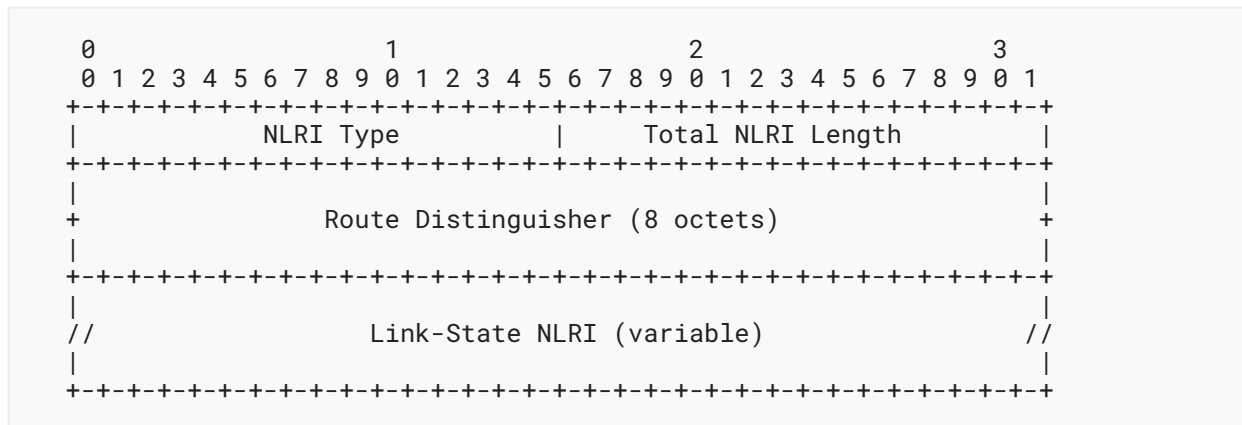 0                   1                   2                   3
 0 1 2 3 4 5 6 7 8 9 0 1 2 3 4 5 6 7 8 9 0 1 2 3 4 5 6 7 8 9 0 1
+-+-+-+-+-+-+-+-+-+-+-+-+-+-+-+-+-+-+-+-+-+-+-+-+-+-+-+-+-+-+-+-+
|            NLRI Type          |     Total NLRI Length         |
+-+-+-+-+-+-+-+-+-+-+-+-+-+-+-+-+-+-+-+-+-+-+-+-+-+-+-+-+-+-+-+-+
|                                                               |
+                Route Distinguisher (8 octets)                 +
|                                                               |
+-+-+-+-+-+-+-+-+-+-+-+-+-+-+-+-+-+-+-+-+-+-+-+-+-+-+-+-+-+-+-+-+
|                                                               |
//                  Link-State NLRI (variable)                 //
|                                                               |
+-+-+-+-+-+-+-+-+-+-+-+-+-+-+-+-+-+-+-+-+-+-+-+-+-+-+-+-+-+-+-+-+